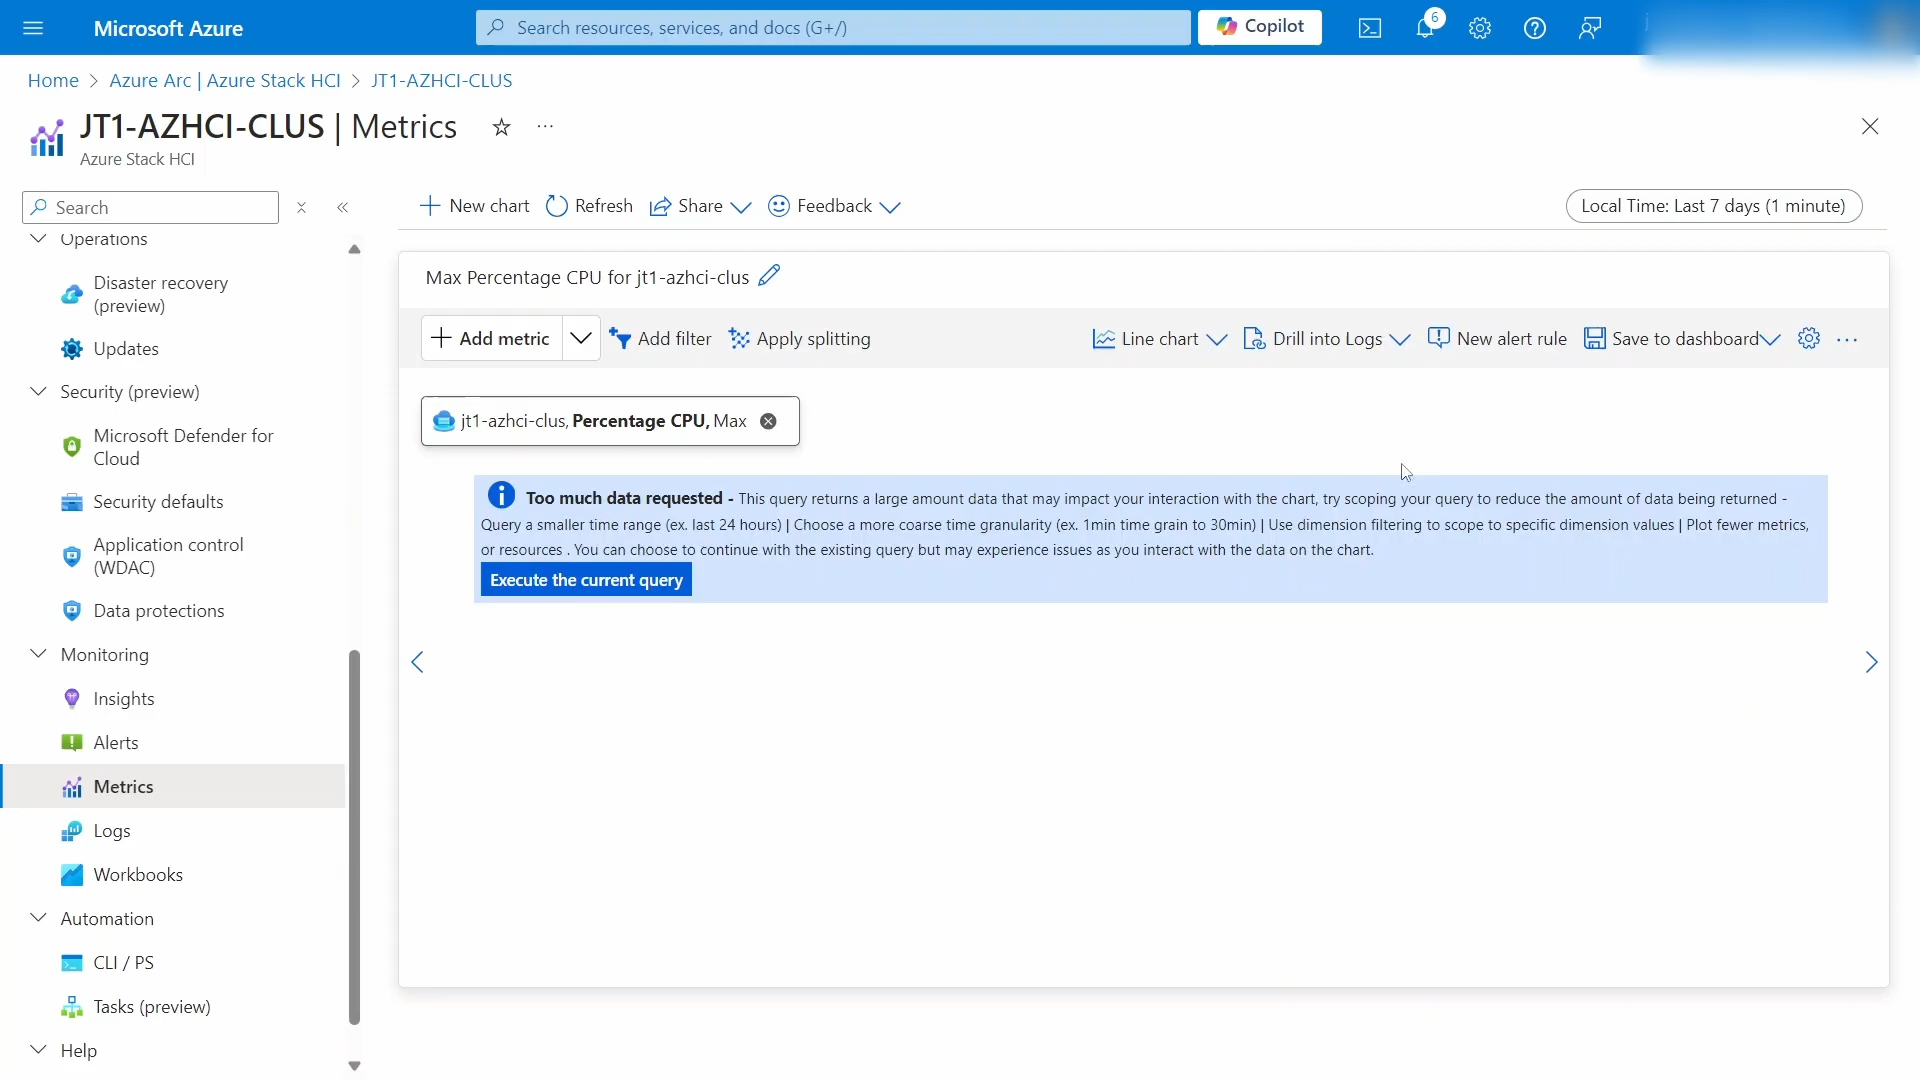 Microsoft Azure
Search resources, services, and docs (G+/)
Copilot
6
Home > Azure Arc | Azure Stack HCI > JT1-AZHCI-CLUS
JT1-AZHCI-CLUS | Metrics
Azure Stack HCI
Search
New chart
Refresh
Share
Feedback
Local Time: Last 7 days (1 minute)
Operations
Disaster recovery
(preview)
Updates
Security (preview)
Microsoft Defender for
Cloud
Security defaults
Application control
(WDAC)
Data protections
Monitoring
Insights
Alerts
Metrics
Logs
Workbooks
Automation
CLI / PS
Tasks (preview)
Help
Max Percentage CPU for jt1-azhci-clus
Add metric
Add filter
Apply splitting
Line chart
Drill into Logs
New alert rule
Save to dashboard
jt1-azhci-clus, Percentage CPU, Max
Too much data requested - This query returns a large amount data that may impact your interaction with the chart, try scoping your query to reduce the amount of data being returned -
Query a smaller time range (ex. last 24 hours) | Choose a more coarse time granularity (ex. 1min time grain to 30min) | Use dimension filtering to scope to specific dimension values | Plot fewer metrics,
or resources . You can choose to continue with the existing query but may experience issues as you interact with the data on the chart.
Execute the current query